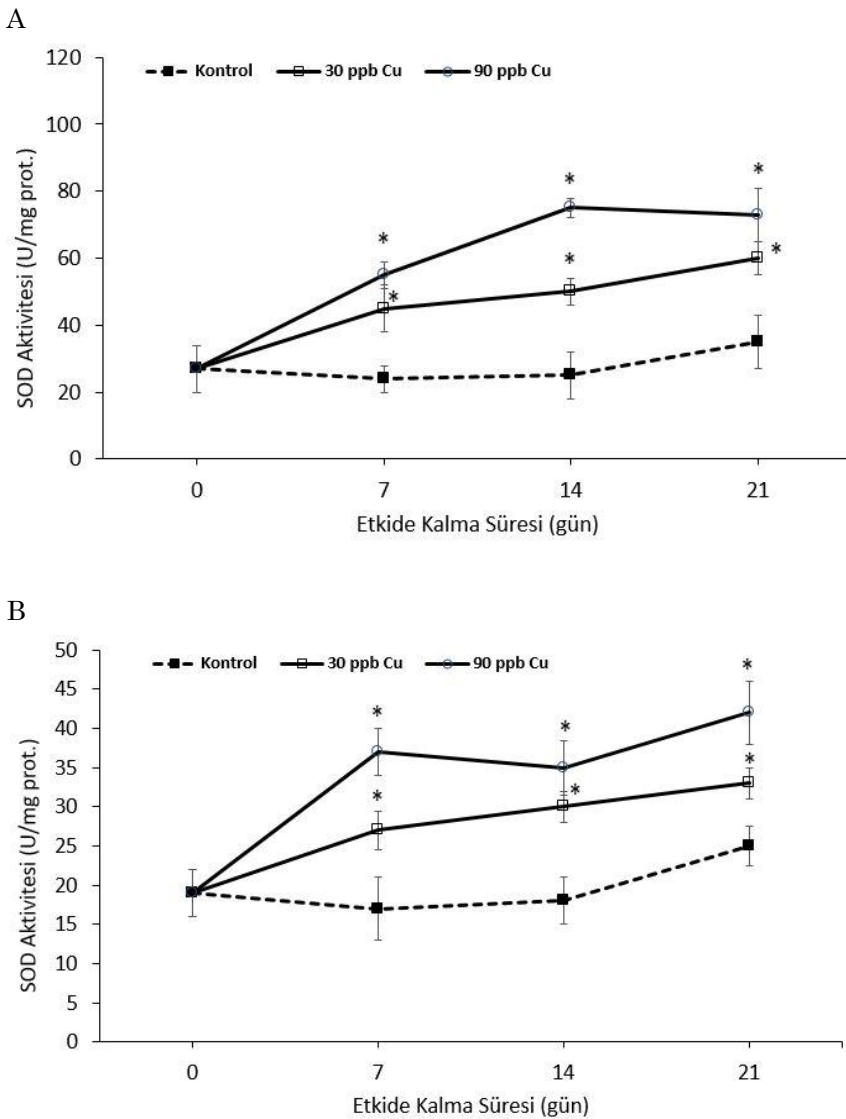 A
120
Kontrol 30 ppb Cu 90 ppb Cu
100
80
60
40
20
0
* * * * * *
SOD Aktivitesi (U/mg prot.)
0 7 14 21
Etkide Kalma Süresi (gün)
B
50
Kontrol 30 ppb Cu 90 ppb Cu
45
40
35
30
25
20
15
10
5
0
* * * * * *
SOD Aktivitesi (U/mg prot.)
0 7 14 21
Etkide Kalma Süresi (gün)